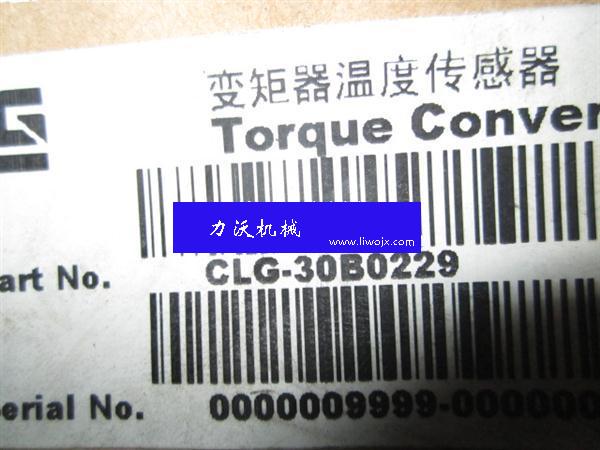 变矩器温度传感器
Torque Conver
力沃机械
www.liwojx.com
art No. CLG-30B0229
erial No. 0000009999-0000000